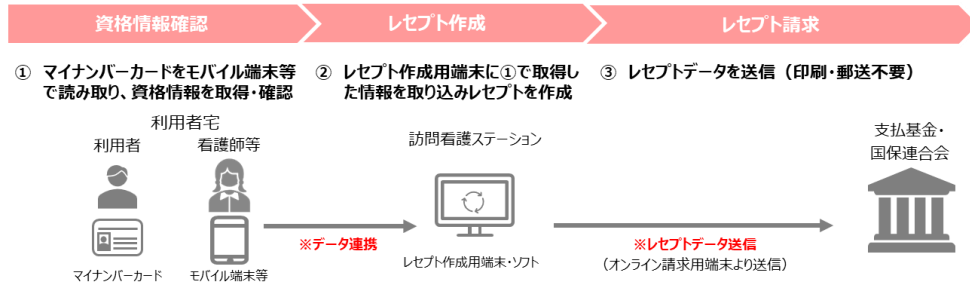 資格情報確認
レセプト作成
レセプト請求
① マイナンバーカードをモバイル端末等
で読み取り、資格情報を取得・確認
② レセプト作成用端末に①で取得し
た情報を取り込みレセプトを作成
③ レセプトデータを送信（印刷・郵送不要）
利用者宅
利用者
看護師等
訪問看護ステーション
支払基金・
国保連合会
※データ連携
※レセプトデータ送信
（オンライン請求用端末より送信）
マイナンバーカード
モバイル端末等
レセプト作成用端末・ソフト